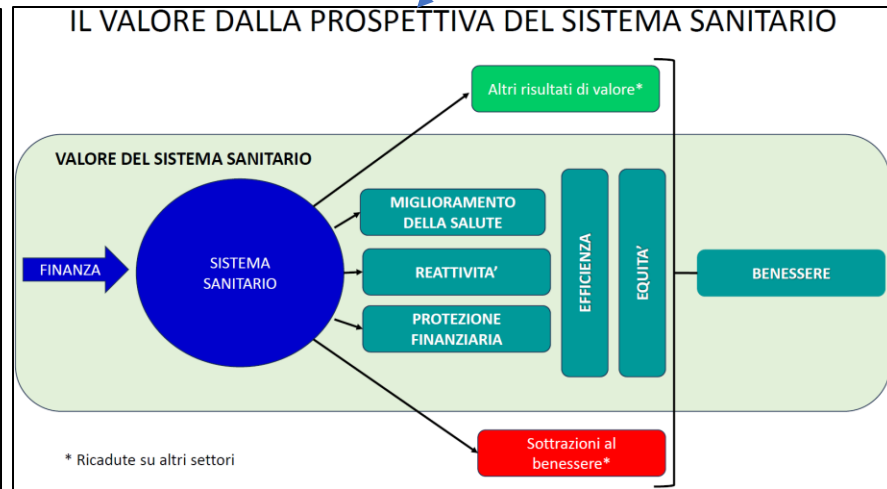 IL VALORE DALLA PROSPETTIVA DEL SISTEMA SANITARIO
Altri risultati di valore*
VALORE DEL SISTEMA SANITARIO
FINANZA
SISTEMA
SANITARIO
MIGLIORAMENTO
DELLA SALUTE
REATTIVITA’
PROTEZIONE
FINANZIARIA
EFFICIENZA
EQUITA’
BENESSERE
Sottrazioni al
benessere*
* Ricadute su altri settori